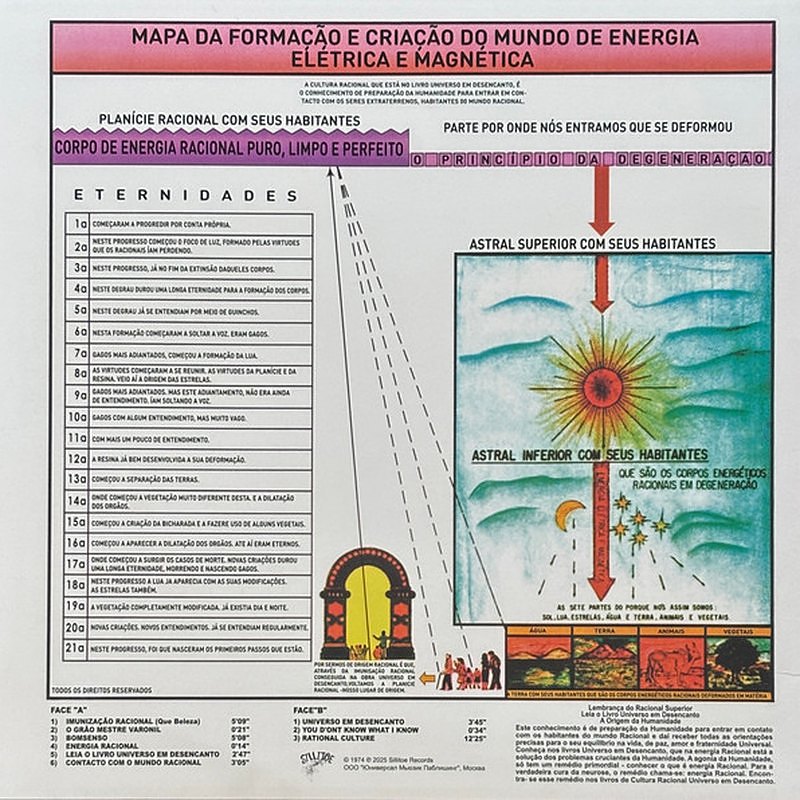 MAPA DA FORMAÇÃO E CRIAÇÃO DO MUNDO DE ENERGIA
ELÉTRICA E MAGNÉTICA
A CULTURA RACIONAL QUE ESTÁ NO LIVRO UNIVERSO EM DESENCANTO, É
O CONHECIMENTO DE PREPARAÇÃO DA HUMANIDADE PARA ENTRAR EM CON-
TACTO COM OS SERES EXTRATERRENOS, HABITANTES DO MUNDO RACIONAL.
PLANÍCIE RACIONAL COM SEUS HABITANTES
CORPO DE ENERGIA RACIONAL PURO, LIMPO E PERFEITO
PARTE POR ONDE NÓS ENTRAMOS QUE SE DEFORMOU
O PRINCÍPIO DA DEGENERAÇÃO
ETERNIDADES
1a COMEÇARAM A PROGREDIR POR CONTA PRÓPRIA.
2a NESTE PROGRESSO COMEÇOU O FOCO DE LUZ, FORMADO PELAS VIRTUDES
QUE OS RACIONAIS ÍAM PERDENDO.
3a NESTE PROGRESSO, JÁ NO FIM DA EXTINSÃO DAQUELES CORPOS.
4a NESTE DEGRAU DUROU UMA LONGA ETERNIDADE PARA A FORMAÇÃO DOS CORPOS.
5a NESTE DEGRAU JÁ SE ENTENDIAM POR MEIO DE GUINCHOS.
6a NESTA FORMAÇÃO COMEÇARAM A SOLTAR A VOZ. ERAM GAGOS.
7a GAGOS MAIS ADIANTADOS, COMEÇOU A FORMAÇÃO DA LUA.
8a AS VIRTUDES COMEÇARAM A SE REUNIR. AS VIRTUDES DA PLANÍCIE E DA
RESINA. VEIO AÍ A ORIGEM DAS ESTRELAS.
9a GAGOS MAIS ADIANTADOS. MAS ESTE ADIANTAMENTO, NÃO ERA AINDA
DE ENTENDIMENTO. ÍAM SOLTANDO A VOZ.
10a GAGOS COM ALGUM ENTENDIMENTO, MAS MUITO VAGO.
11a COM MAIS UM POUCO DE ENTENDIMENTO.
12a A RESINA JÁ BEM DESENVOLVIDA A SUA DEFORMAÇÃO.
13a COMEÇOU A SEPARAÇÃO DAS TERRAS.
14a ONDE COMEÇOU A VEGETAÇÃO MUITO DIFERENTE DESTA. E A DILATAÇÃO
DOS ORGÃOS.
15a COMEÇOU A CRIAÇÃO DA BICHARADA E A FAZERE USO DE ALGUNS VEGETAIS.
16a COMEÇOU A APARECER A DILATAÇÃO DOS ORGÃOS. ATE AÍ ERAM ETERNOS.
17a ONDE COMEÇOU A SURGIR OS CASOS DE MORTE. NOVAS CRIAÇÕES DUROU
UMA LONGA ETERNIDADE, MORRENDO E NASCENDO GAGOS.
18a NESTE PROGRESSO A LUA JA APARECIA COM AS SUAS MODIFICAÇÕES.
AS ESTRELAS TAMBÉM.
19a A VEGETAÇÃO COMPLETAMENTE MODIFICADA. JÁ EXISTIA DIA E NOITE.
20a NOVAS CRIAÇÕES. NOVOS ENTENDIMENTOS. JÁ SE ENTENDIAM REGULARMENTE.
21a NESTE PROGRESSO, FOI QUE NASCERAM OS PRIMEIROS PASSOS QUE ESTÃO.
TODOS OS DIREITOS RESERVADOS
POR SERMOS DE ORIGEM RACIONAL É QUE,
ATRAVÉS DA IMUNISAÇÃO RACIONAL
CONSEGUIDA NA OBRA UNIVERSO EM
DESENCANTO, VOLTAMOS A PLANICIE
RACIONAL -NOSSO LUGAR DE ORIGEM.
ASTRAL SUPERIOR COM SEUS HABITANTES
ASTRAL INFERIOR COM SEUS HABITANTES
QUE SÃO OS CORPOS ENERGÉTICOS
RACIONAIS EM DEGENERAÇÃO
ENERGIA ELÉTRICA E MAGNÉTICA
AS SETE PARTES DO PORQUE NÓS ASSIM SOMOS:
SOL, LUA, ESTRELAS, ÁGUA E TERRA, ANIMAIS E VEGETAIS.
ÁGUA TERRA ANIMAIS VEGETAIS
A TERRA COM SEUS HABITANTES QUE SÃO OS CORPOS ENERGÉTICOS RACIONAIS DEFORMADOS EM MATÉRIA
FACE "A"
1) IMUNIZAÇÃO RACIONAL (Que Beleza) 5'09"
2) O GRÃO MESTRE VARONIL 0'21"
3) BOMSENSO 5'08"
4) ENERGIA RACIONAL 0'14"
5) LEIA O LIVRO UNIVERSO EM DESENCANTO 2'47"
6) CONTACTO COM O MUNDO RACIONAL 3'05"
FACE"B"
1) UNIVERSO EM DESENCANTO 3'45"
2) YOU D'ONT KNOW WHAT I KNOW 0'34"
3) RATIONAL CULTURE 12'25"
© 1974 ℗ 2025 Sillitoe Records
ООО "Юниверсал Мьюзик Паблишинг", Москва
Lembrança do Racional Superior
Leia o Livro Universo em Desencanto
A Origem da Humanidade
Este conhecimento é de preparação da Humanidade para entrar em contato
com os habitantes do mundo Racional e daí receber todas as orientações
precisas para o seu equilíbrio na vida, de paz, amor e fraternidade Universal.
Conheça nos livros Universo em Desencanto, que na energia Racional está a
solução dos problemas cruciantes da Humanidade. A agonia da Humanidade,
só tem um remédio primordial - conhecer o que é energia Racional. Para a
verdadeira cura da neurose, o remédio chama-se: energia Racional. Encon-
tra- se esse remédio nos livros de Cultura Racional Universo em Desencanto.